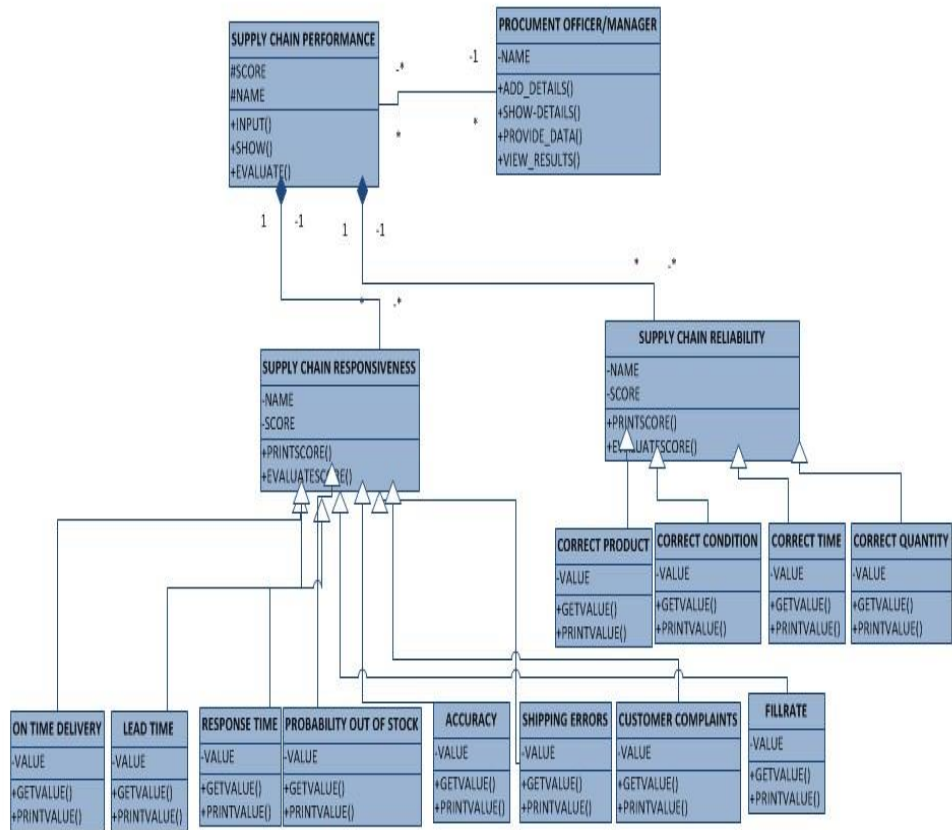 SUPPLY CHAIN PERFORMANCE
#SCORE
#NAME
+INPUT()
+SHOW()
+EVALUATE()
PROCUMENT OFFICER/MANAGER
-NAME
+ADD_DETAILS()
+SHOW-DETAILS()
+PROVIDE_DATA()
+VIEW_RESULTS()
-*
-1
*
*
1
-1
1
-1
*
-*
*
-*
SUPPLY CHAIN RESPONSIVENESS
-NAME
-SCORE
+PRINTSCORE()
+EVALUATESCORE()
SUPPLY CHAIN RELIABILITY
-NAME
-SCORE
+PRINTSCORE()
+EVALUATESCORE()
CORRECT PRODUCT
-VALUE
+GETVALUE()
+PRINTVALUE()
CORRECT CONDITION
-VALUE
+GETVALUE()
+PRINTVALUE()
CORRECT TIME
-VALUE
+GETVALUE()
+PRINTVALUE()
CORRECT QUANTITY
-VALUE
+GETVALUE()
+PRINTVALUE()
ON TIME DELIVERY
-VALUE
+GETVALUE()
+PRINTVALUE()
LEAD TIME
-VALUE
+GETVALUE()
+PRINTVALUE()
RESPONSE TIME
-VALUE
+GETVALUE()
+PRINTVALUE()
PROBABILITY OUT OF STOCK
-VALUE
+GETVALUE()
+PRINTVALUE()
ACCURACY
-VALUE
+GETVALUE()
+PRINTVALUE()
SHIPPING ERRORS
-VALUE
+GETVALUE()
+PRINTVALUE()
CUSTOMER COMPLAINTS
-VALUE
+GETVALUE()
+PRINTVALUE()
FILLRATE
-VALUE
+GETVALUE()
+PRINTVALUE()